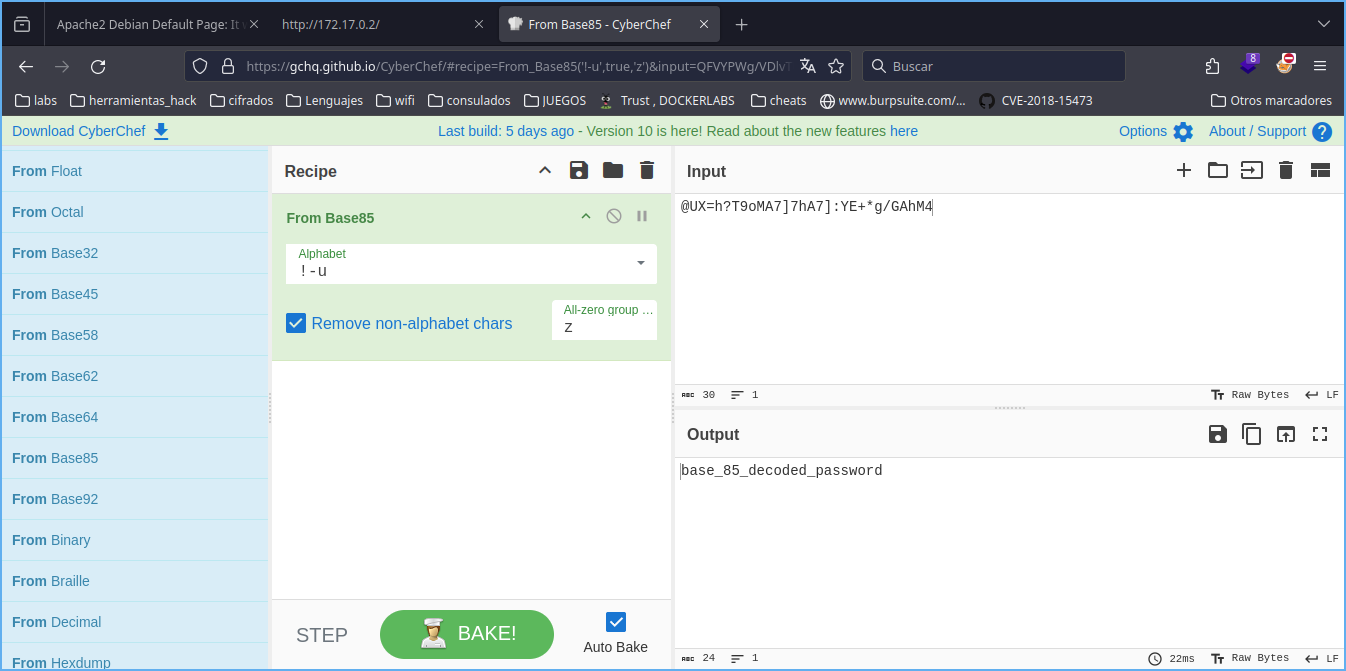 Apache2 Debian Default Page: It
http://172.17.0.2/
From Base85 - CyberChef
https://gchq.github.io/CyberChef/#recipe=From_Base85('!-u',true,'z')&input=QFVYPWg/VDlvT
Buscar
8
labs
herramientas_hack
cifrados
Lenguajes
wifi
consulados
JUEGOS
Trust , DOCKERLABS
cheats
www.burpsuite.com/...
CVE-2018-15473
Otros marcadores
Download CyberChef
Last build: 5 days ago - Version 10 is here! Read about the new features here
Options
About / Support
From Float
From Octal
From Base32
From Base45
From Base58
From Base62
From Base64
From Base85
From Base92
From Binary
From Braille
From Decimal
From Hexdump
Recipe
From Base85
Alphabet
!-u
Remove non-alphabet chars
All-zero group ...
z
STEP
BAKE!
Auto Bake
Input
@UX=h?T9oMA7]7hA7]:YE+*g/GAhM4
ABC 30 1
Tт Raw Bytes LF
Output
base_85_decoded_password
ABC 24 1
22ms Tт Raw Bytes LF